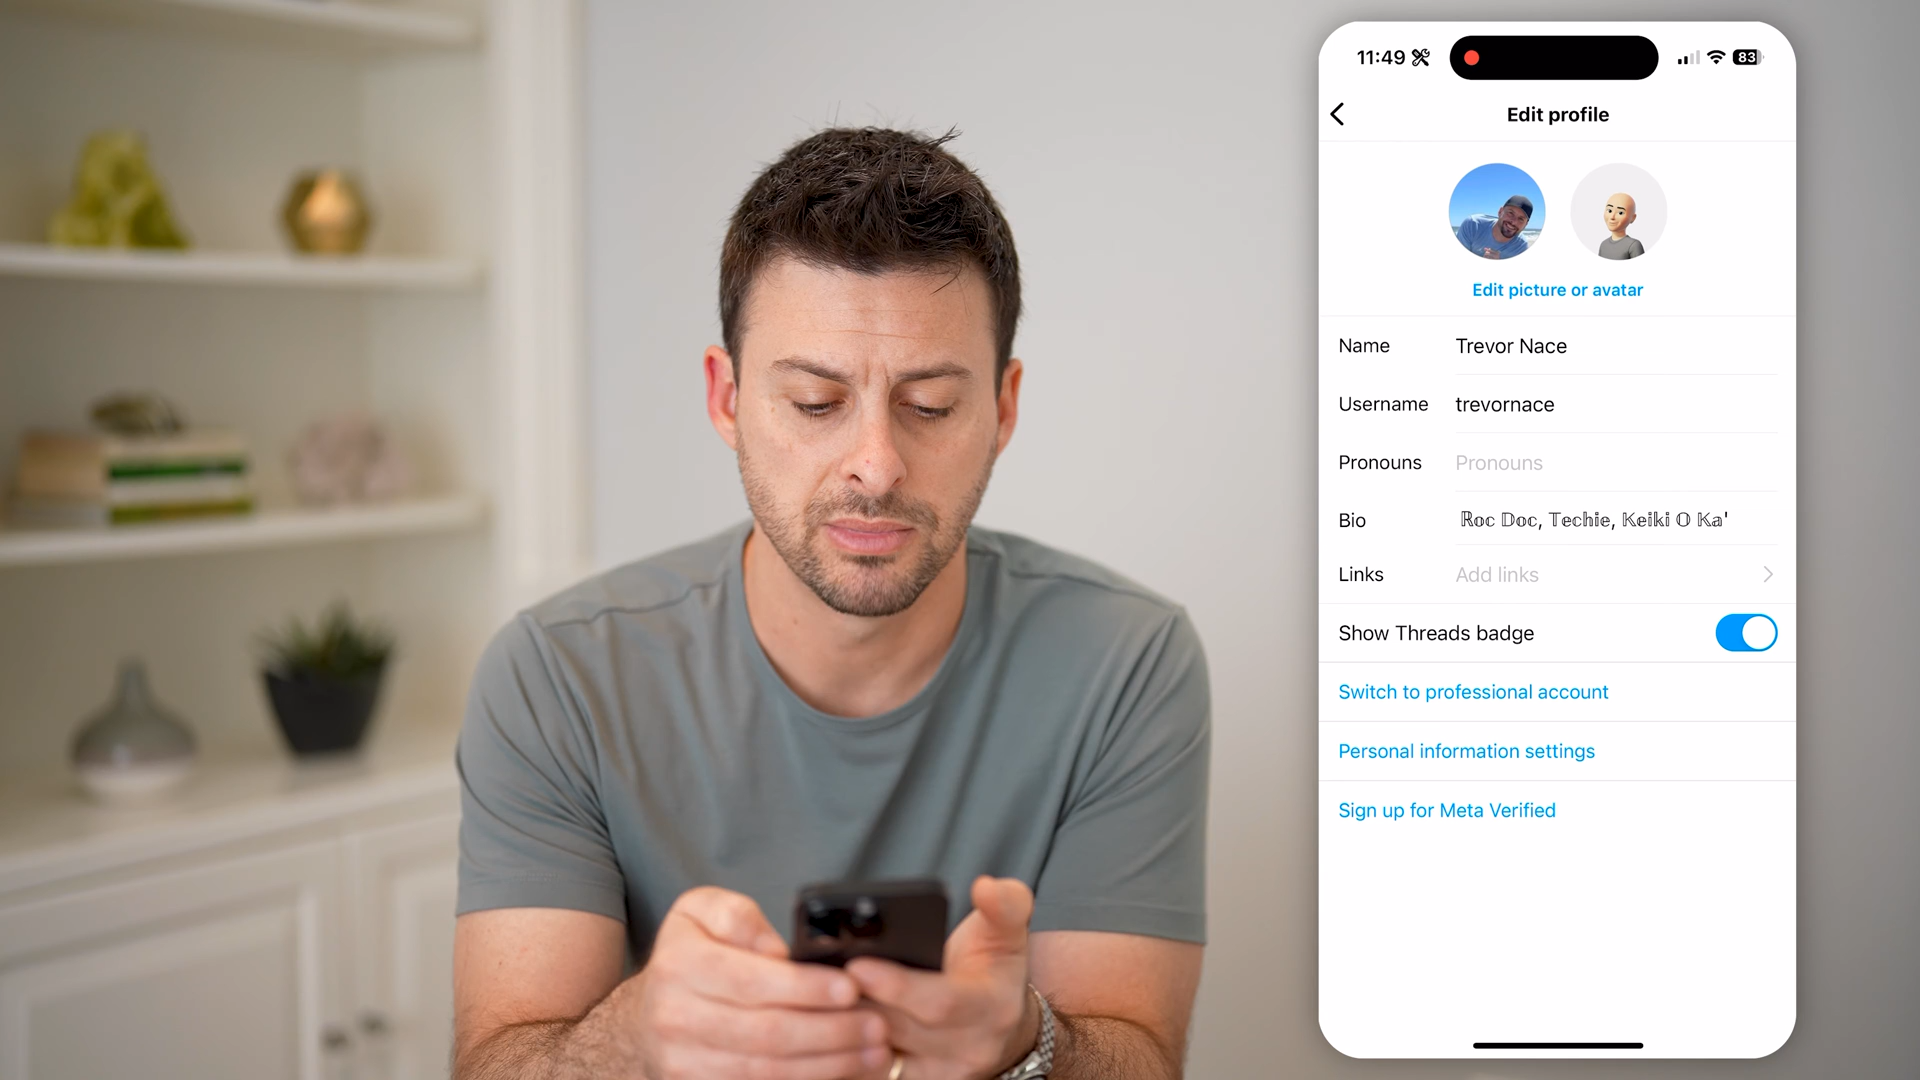 11:49
83
Edit profile
Edit picture or avatar
Name Trevor Nace
Username trevornace
Pronouns Pronouns
Bio ℝ𝕠𝕔 𝔻𝕠𝕔, 𝕋𝕖𝕔𝕙𝕚𝕖, 𝕂𝕖𝕚𝕜𝕚 𝕆 𝕂𝕒'
Links Add links
Show Threads badge
Switch to professional account
Personal information settings
Sign up for Meta Verified